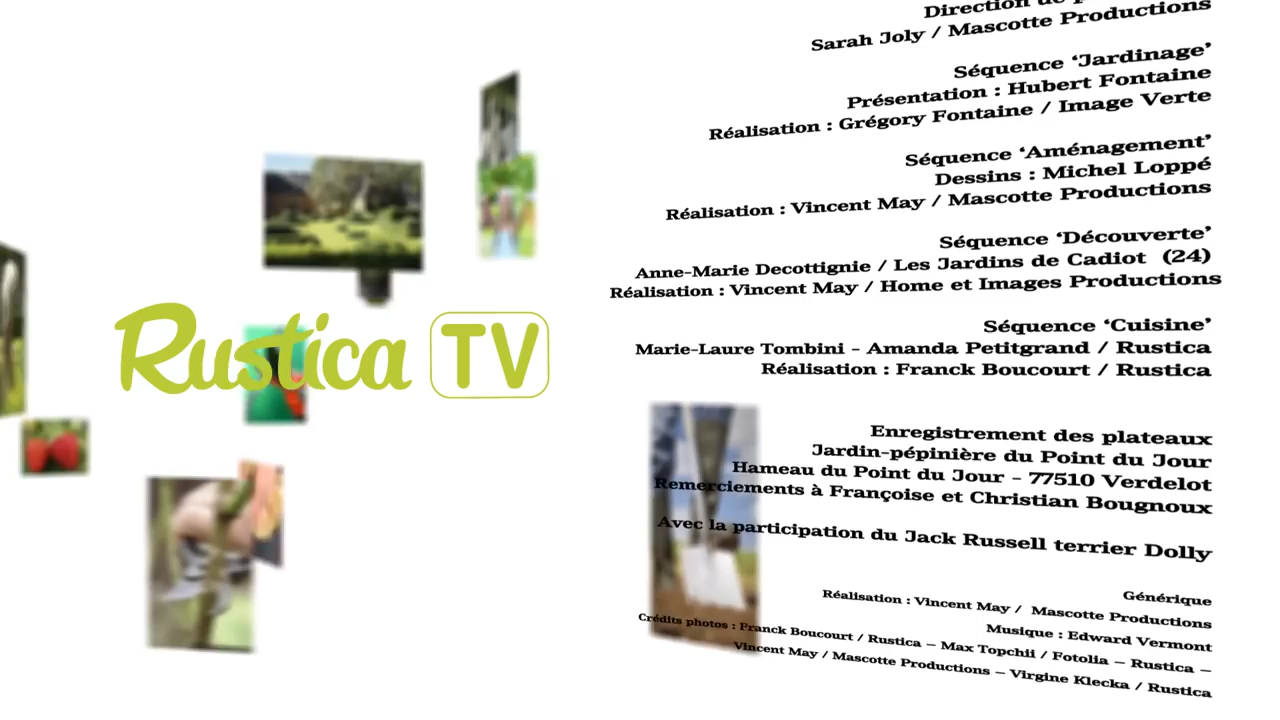 Rustica TV
Direction de
Sarah Joly / Mascotte Productions
Séquence ‘Jardinage’
Présentation : Hubert Fontaine
Réalisation : Grégory Fontaine / Image Verte
Séquence ‘Aménagement’
Dessins : Michel Loppé
Réalisation : Vincent May / Mascotte Productions
Séquence ‘Découverte’
Anne-Marie Decottignie / Les Jardins de Cadiot (24)
Réalisation : Vincent May / Home et Images Productions
Séquence ‘Cuisine’
Marie-Laure Tombini - Amanda Petitgrand / Rustica
Réalisation : Franck Boucourt / Rustica
Enregistrement des plateaux
Jardin-pépinière du Point du Jour
Hameau du Point du Jour - 77510 Verdelot
Remerciements à Françoise et Christian Bougnoux
Avec la participation du Jack Russell terrier Dolly
Générique
Réalisation : Vincent May / Mascotte Productions
Musique : Edward Vermont
Crédits photos : Franck Boucourt / Rustica – Max Topchii / Fotolia – Rustica –
Vincent May / Mascotte Productions – Virgine Klecka / Rustica